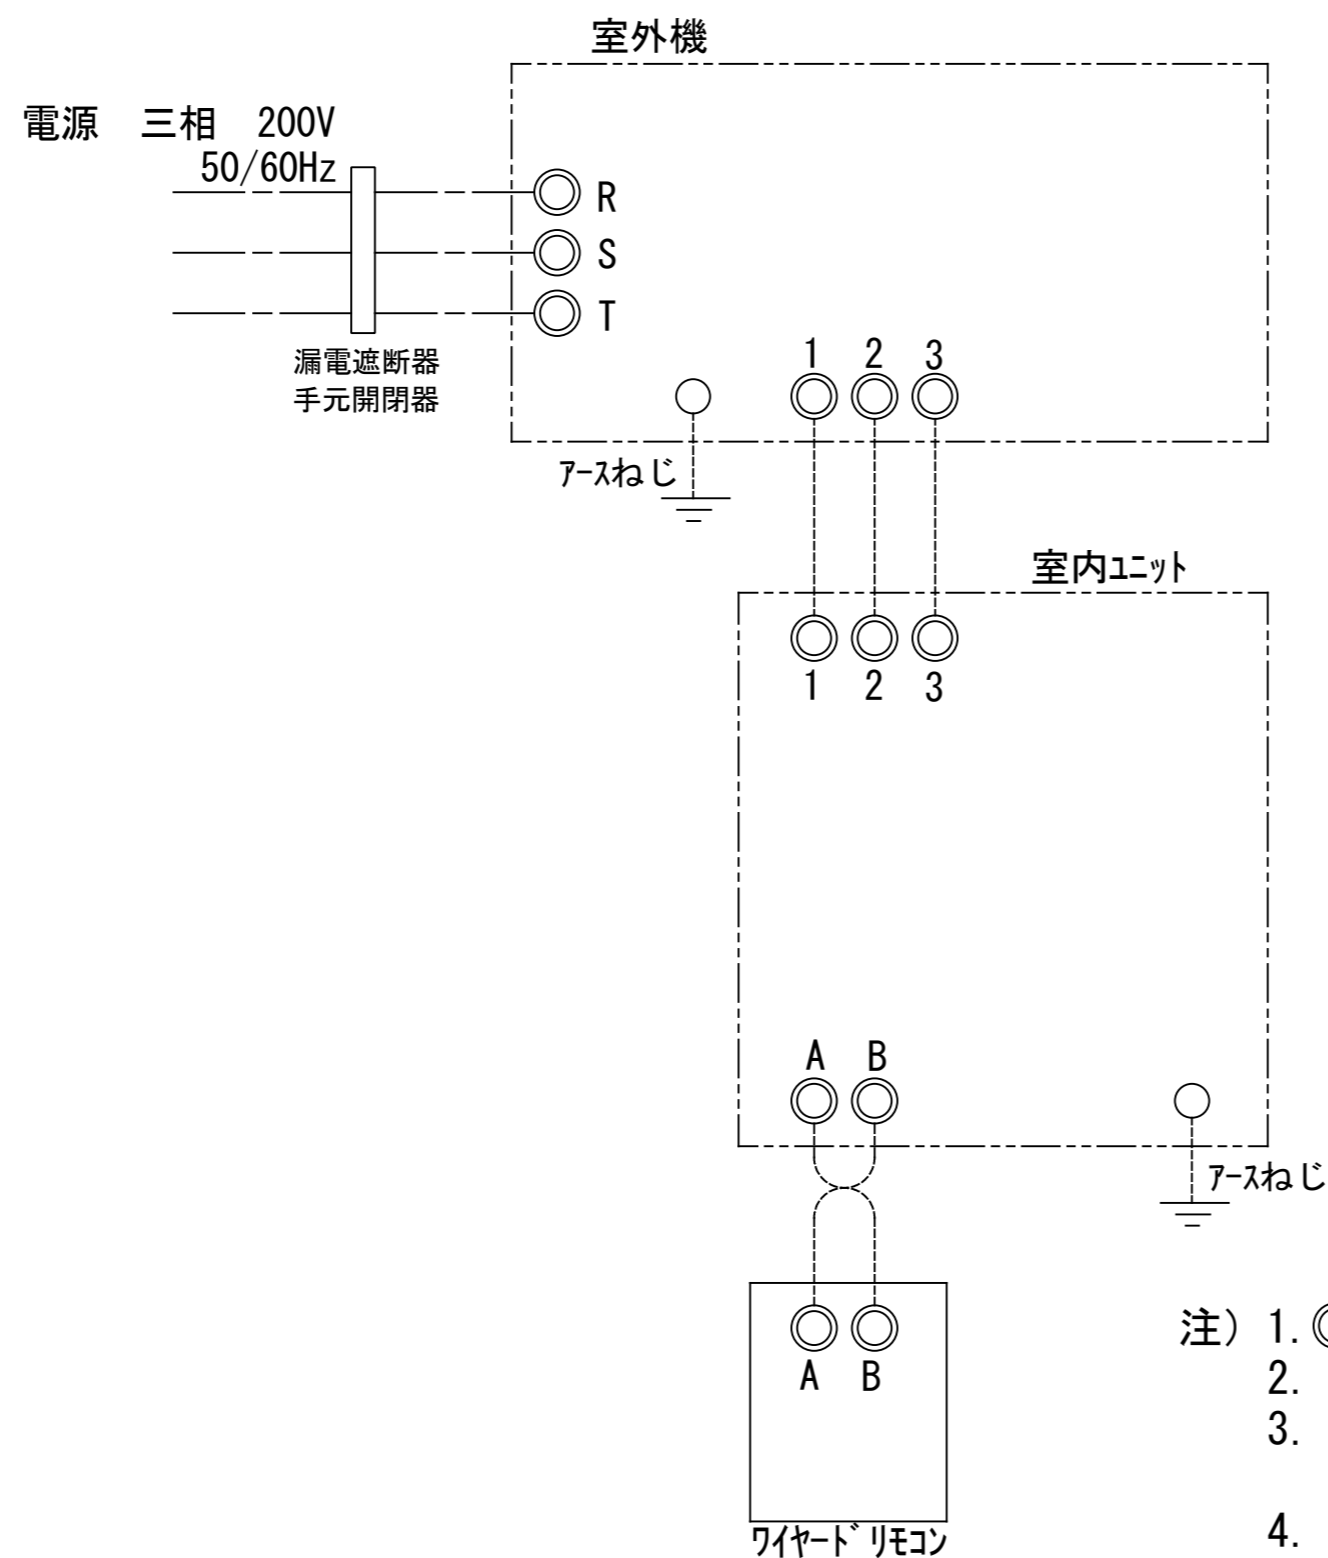 室外機
電源 三相 200V
50/60Hz
R
S
T
漏電遮断器
手元開閉器
1 2 3
ｱｰｽねじ
室内ﾕﾆｯﾄ
1 2 3
A B
ｱｰｽねじ
A B
ﾜｲﾔｰﾄﾞﾘﾓｺﾝ
注) 1.◎
2.
3.
4.